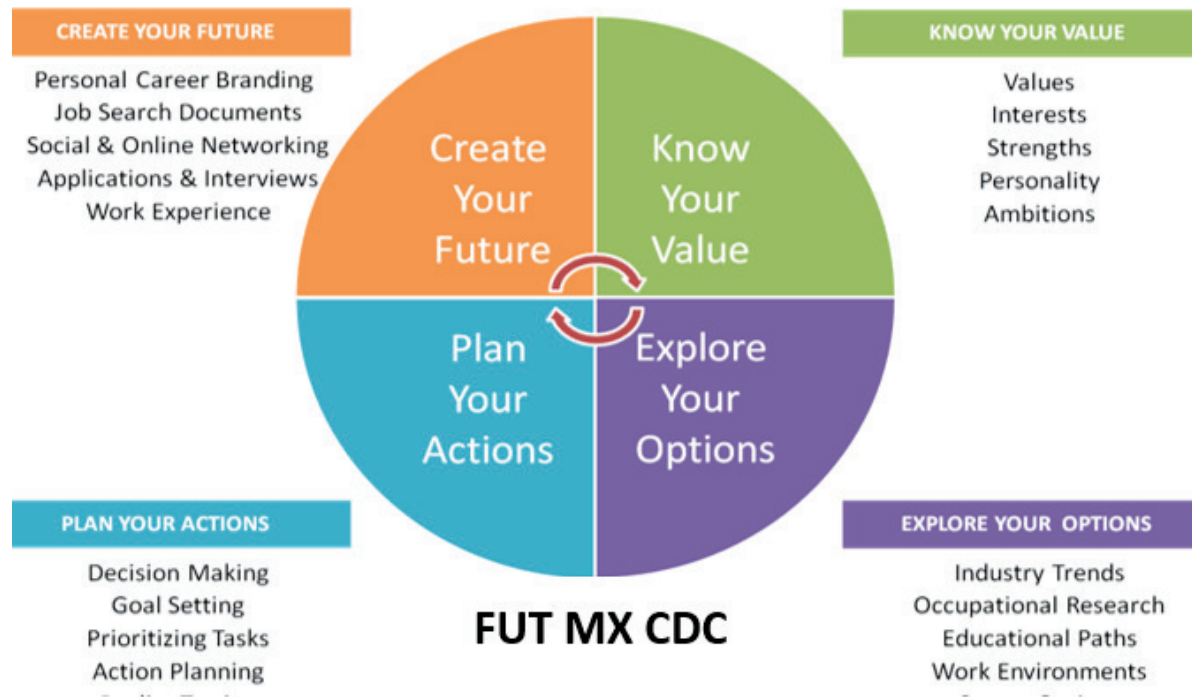 CREATE YOUR FUTURE
Personal Career Branding
Job Search Documents
Social & Online Networking
Applications & Interviews
Work Experience
KNOW YOUR VALUE
Values
Interests
Strengths
Personality
Ambitions
Create
Your
Future
Know
Your
Value
Plan
Your
Actions
Explore
Your
Options
PLAN YOUR ACTIONS
Decision Making
Goal Setting
Prioritizing Tasks
Action Planning
EXPLORE YOUR OPTIONS
Industry Trends
Occupational Research
Educational Paths
Work Environments
FUT MX CDC